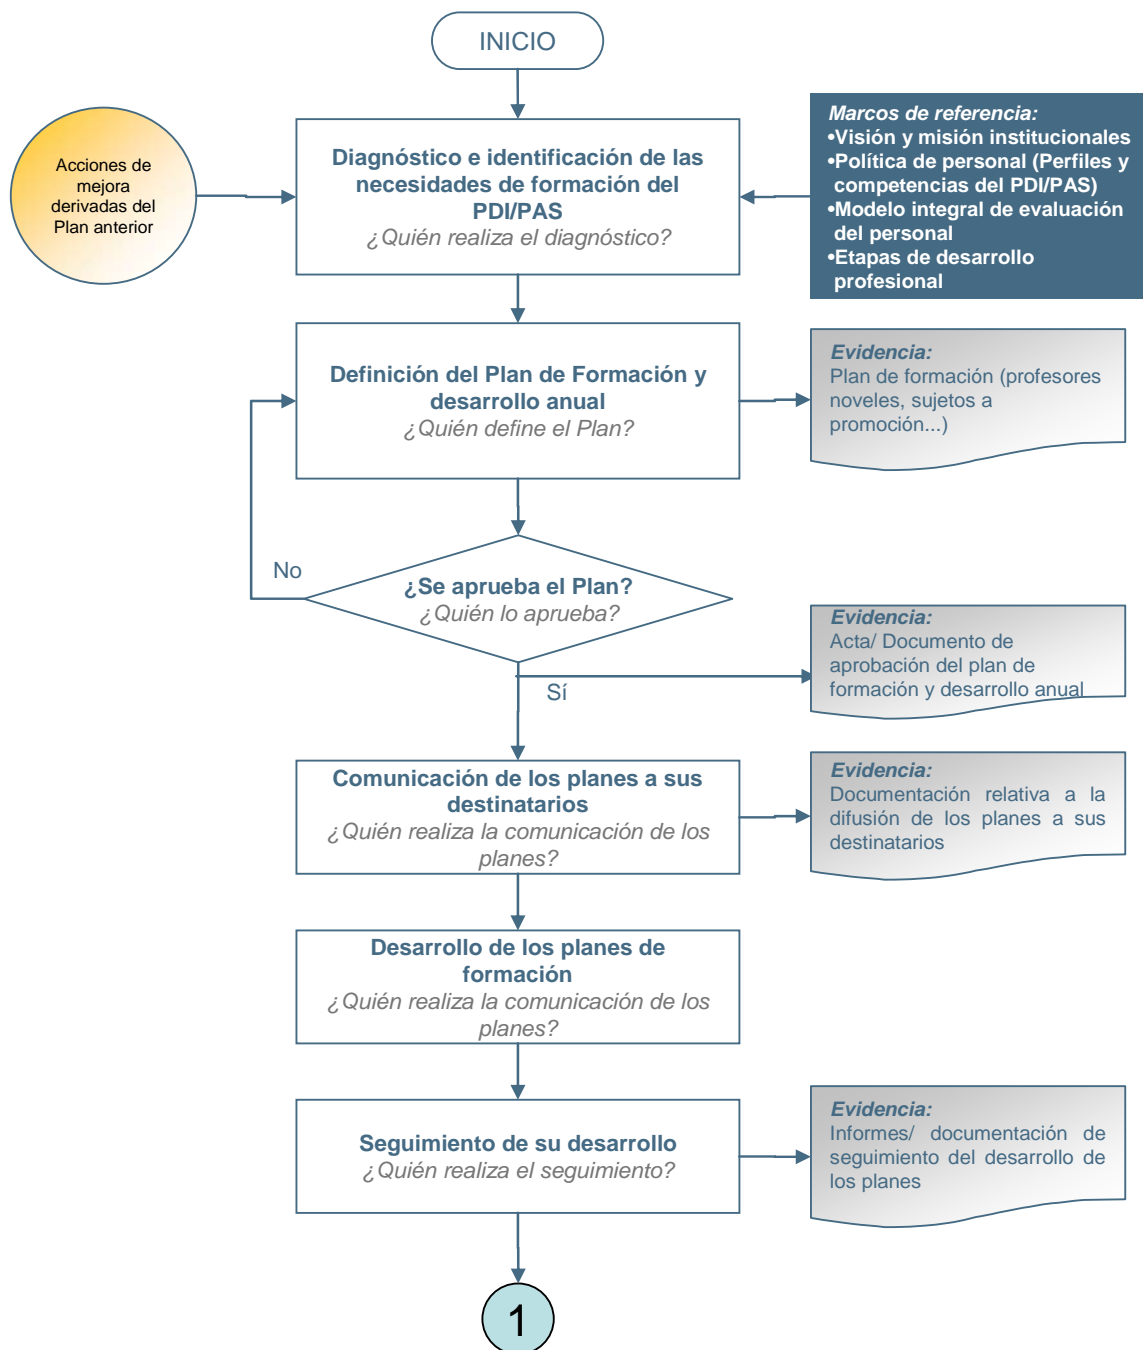 INICIO
Acciones de
mejora
derivadas del
Plan anterior
Diagnóstico e identificación de las
necesidades de formación del
PDI/PAS
¿Quién realiza el diagnóstico?
Marcos de referencia:
•Visión y misión institucionales
•Política de personal (Perfiles y
competencias del PDI/PAS)
•Modelo integral de evaluación
del personal
•Etapas de desarrollo
profesional
Definición del Plan de Formación y
desarrollo anual
¿Quién define el Plan?
Evidencia:
Plan de formación (profesores
noveles, sujetos a
promoción...)
No
¿Se aprueba el Plan?
¿Quién lo aprueba?
Sí
Evidencia:
Acta/ Documento de
aprobación del plan de
formación y desarrollo anual
Comunicación de los planes a sus
destinatarios
¿Quién realiza la comunicación de los
planes?
Evidencia:
Documentación relativa a la
difusión de los planes a sus
destinatarios
Desarrollo de los planes de
formación
¿Quién realiza la comunicación de los
planes?
Seguimiento de su desarrollo
¿Quién realiza el seguimiento?
Evidencia:
Informes/ documentación de
seguimiento del desarrollo de
los planes
1